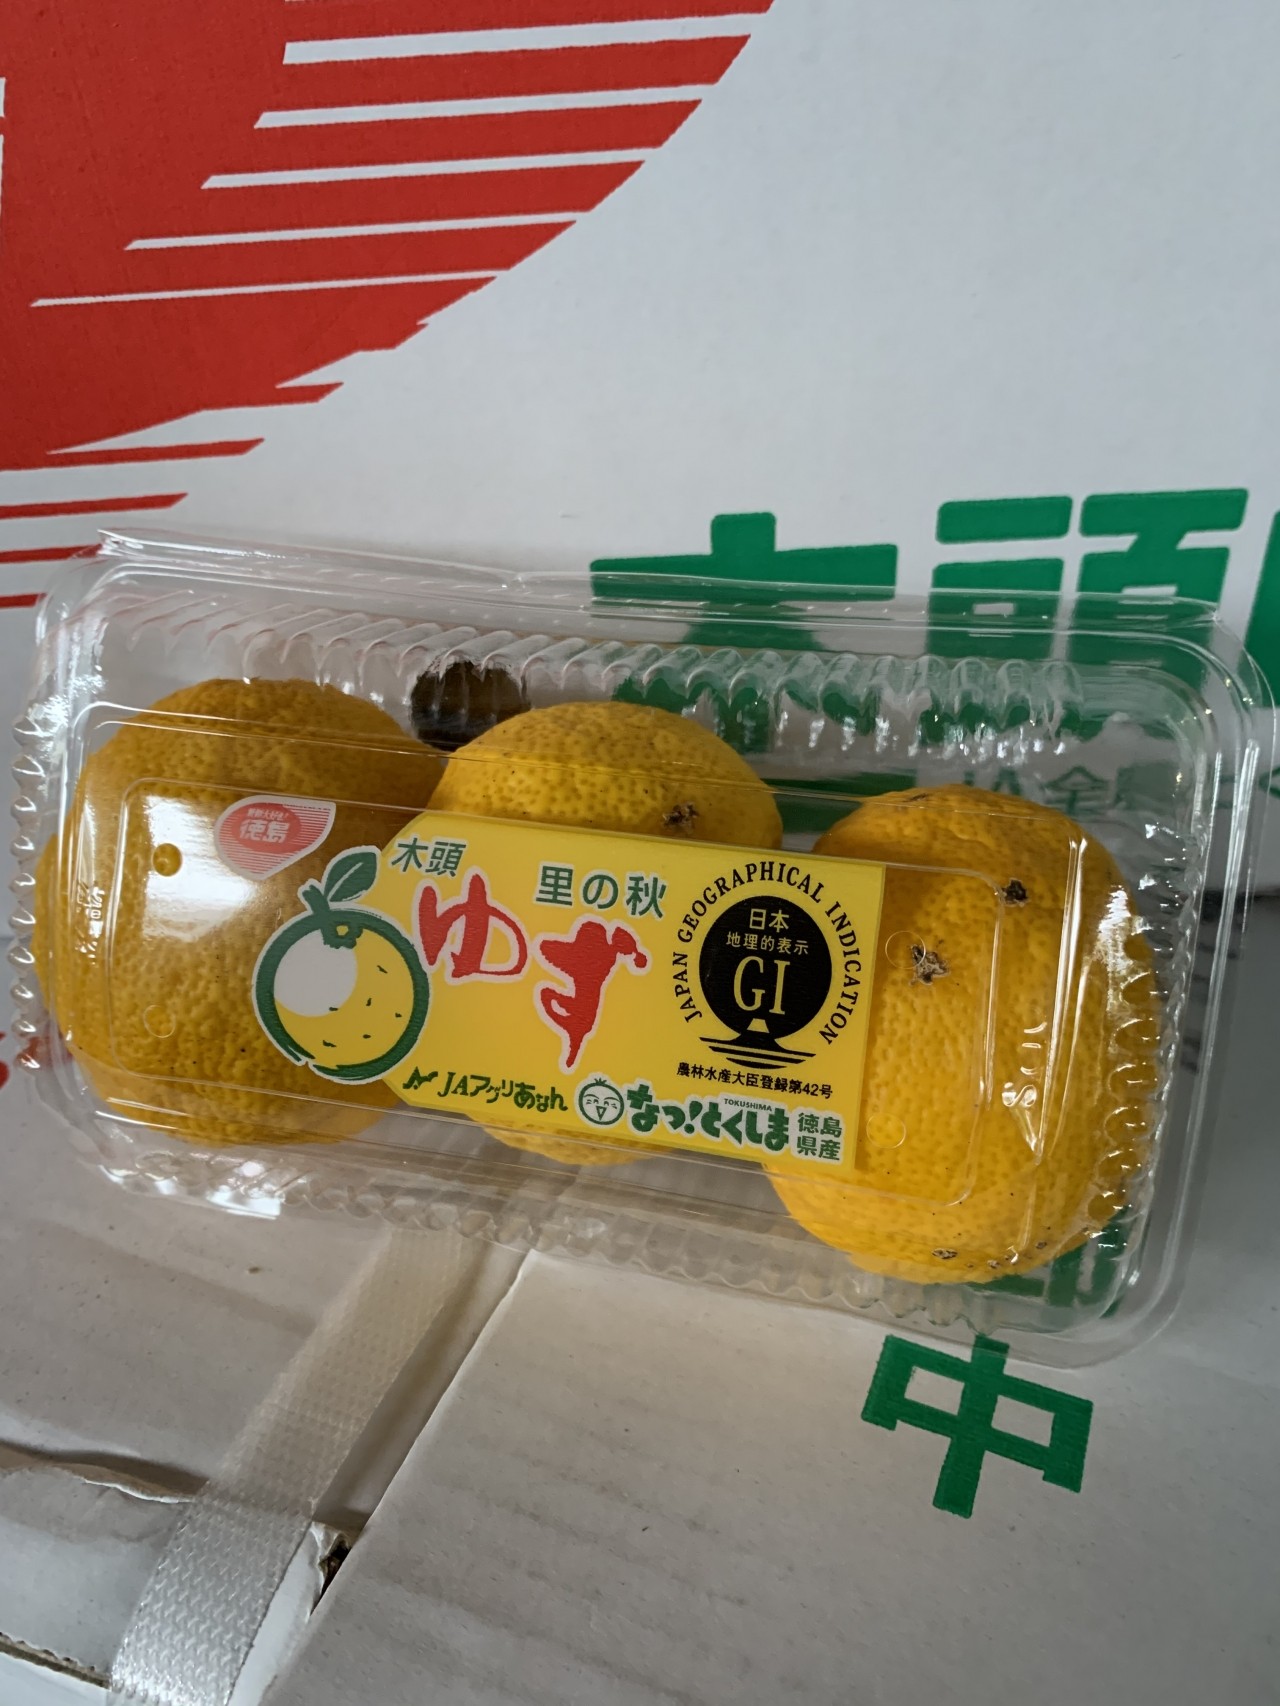 木頭
徳島
木頭
里の秋
ゆず
JAPAN GEOGRAPHICAL INDICATION
日本
地理的表示
GI
農林水産大臣登録第42号
JAアグリあなん
TOKUSHIMA
なっ!とくしま
徳島
県産
中